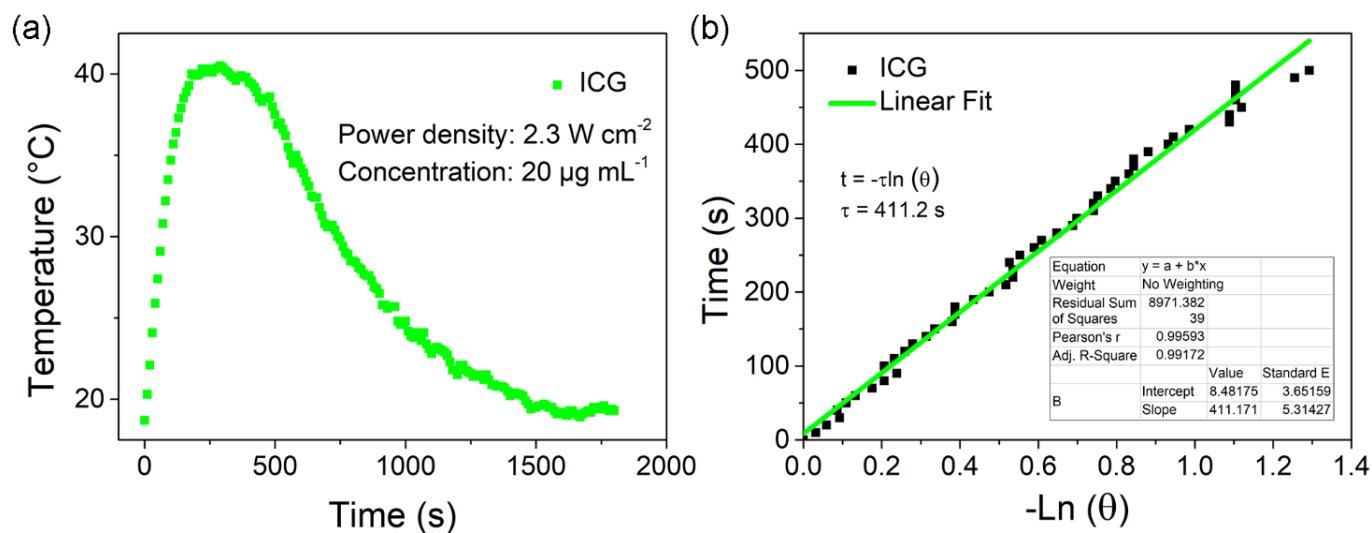 (a)
Temperature (°C)
40
30
20
ICG
Power density: 2.3 W cm⁻²
Concentration: 20 µg mL⁻¹
0 500 1000 1500 2000
Time (s)
(b)
Time (s)
500
400
300
200
100
0
ICG
Linear Fit
t = -τln (θ)
τ = 411.2 s
Equation y = a + b*x
Weight No Weighting
Residual Sum 8971.382
of Squares 39
Pearson's r 0.99593
Adj. R-Square 0.99172
Value Standard E
B Intercept 8.48175 3.65159
Slope 411.171 5.31427
0.0 0.2 0.4 0.6 0.8 1.0 1.2 1.4
-Ln (θ)